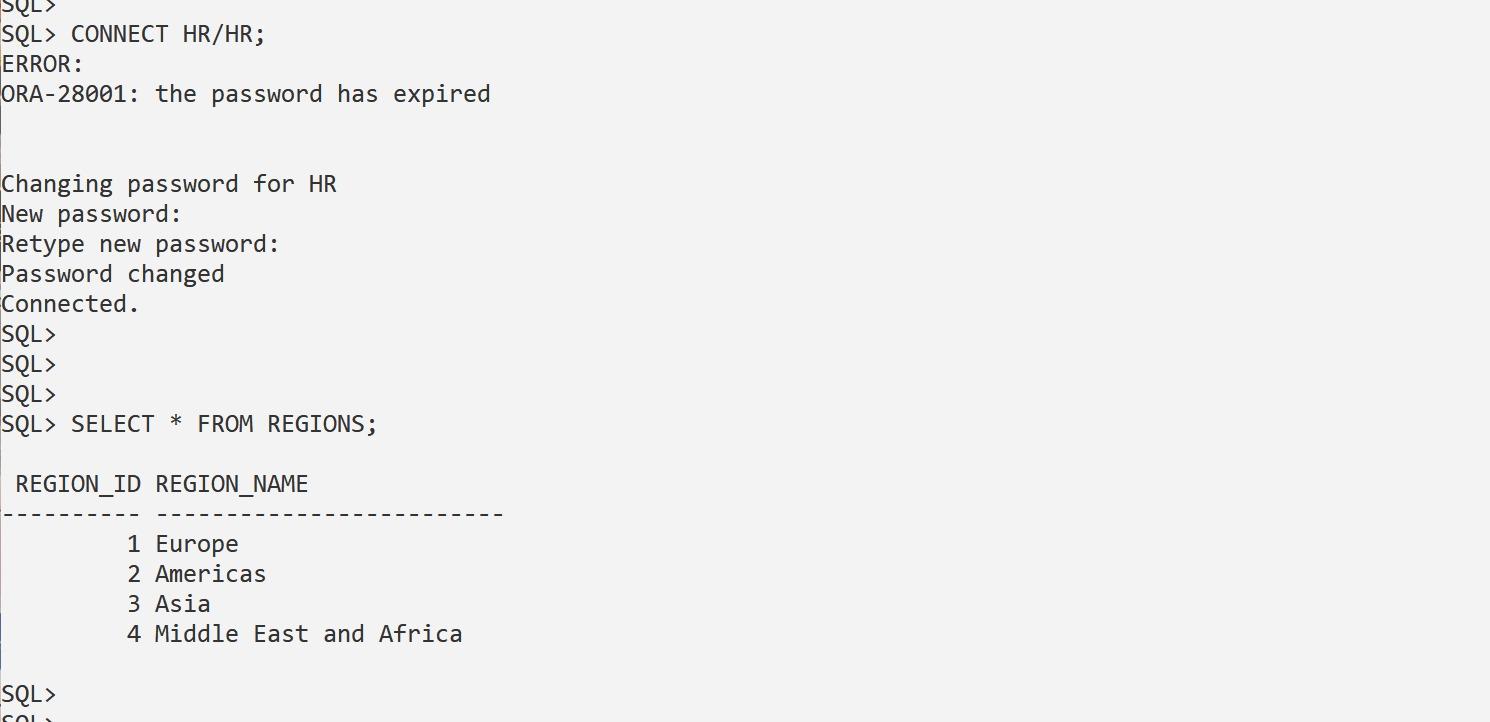 SQL>
SQL> CONNECT HR/HR;
ERROR:
ORA-28001: the password has expired
Changing password for HR
New password:
Retype new password:
Password changed
Connected.
SQL>
SQL>
SQL>
SQL> SELECT * FROM REGIONS;
 REGION_ID REGION_NAME
---------- -------------------------
         1 Europe
         2 Americas
         3 Asia
         4 Middle East and Africa
SQL>
SQL>